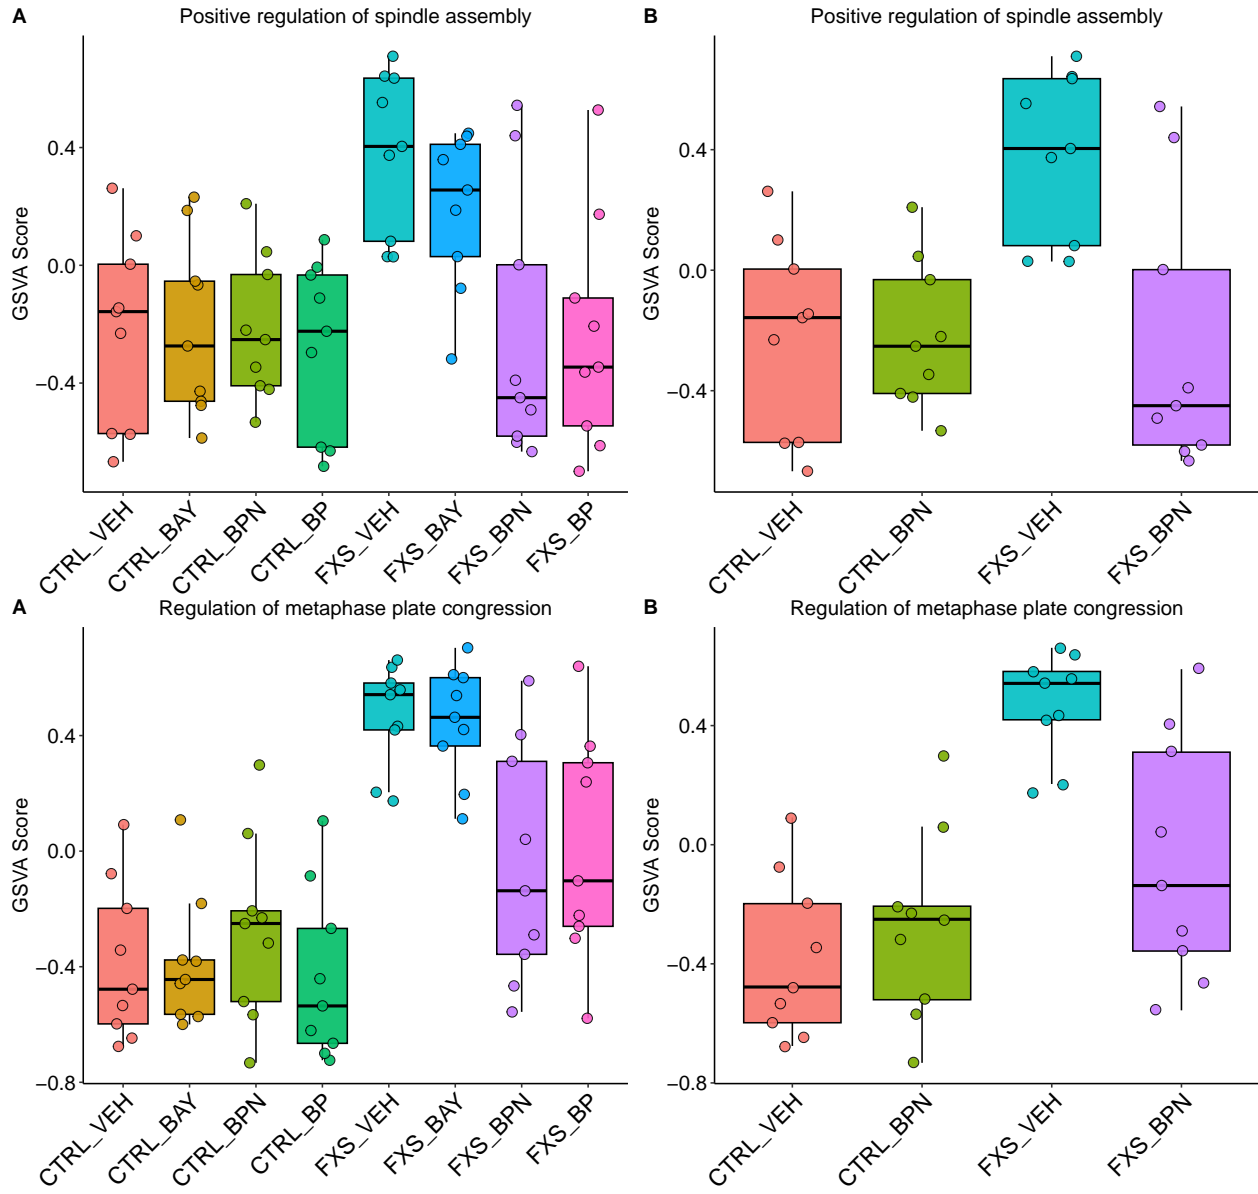 A
Positive regulation of spindle assembly
GSVA Score
0.4
0.0
−0.4
CTRL_VEH
CTRL_BAY
CTRL_BPN
CTRL_BP
FXS_VEH
FXS_BAY
FXS_BPN
FXS_BP
B
Positive regulation of spindle assembly
GSVA Score
0.4
0.0
−0.4
CTRL_VEH
CTRL_BPN
FXS_VEH
FXS_BPN
A
Regulation of metaphase plate congression
GSVA Score
0.4
0.0
−0.4
−0.8
CTRL_VEH
CTRL_BAY
CTRL_BPN
CTRL_BP
FXS_VEH
FXS_BAY
FXS_BPN
FXS_BP
B
Regulation of metaphase plate congression
GSVA Score
0.4
0.0
−0.4
−0.8
CTRL_VEH
CTRL_BPN
FXS_VEH
FXS_BPN